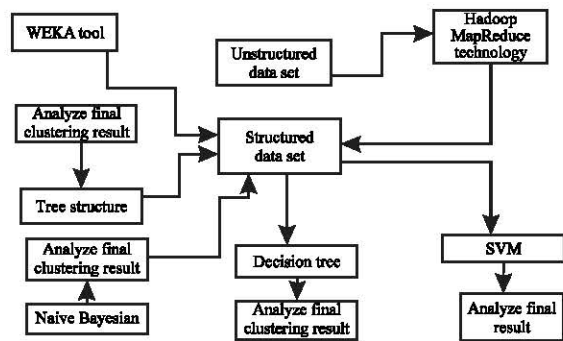 WEKA tool
Hadoop
MapReduce
technology
Unstructured
data set
Analyze final
clustering result
Structured
data set
Tree structure
Analyze final
clustering result
Decision tree
SVM
Naive Bayesian
Analyze final
clustering result
Analyze final
result